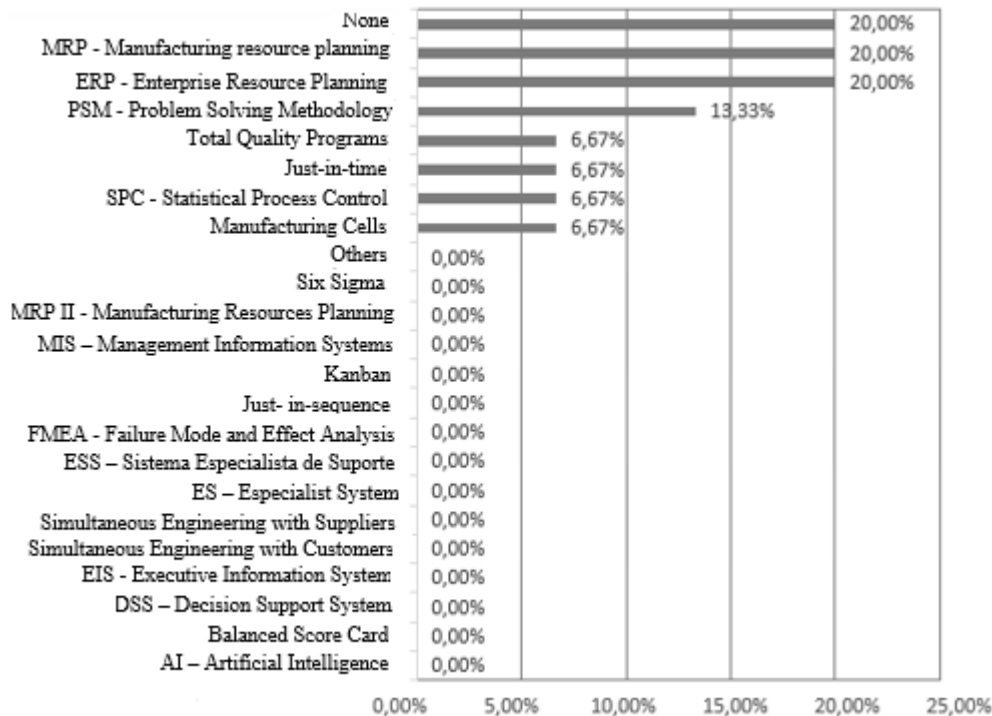 None 20,00%
MRP - Manufacturing resource planning 20,00%
ERP - Enterprise Resource Planning 20,00%
PSM - Problem Solving Methodology 13,33%
Total Quality Programs 6,67%
Just-in-time 6,67%
SPC - Statistical Process Control 6,67%
Manufacturing Cells 6,67%
Others 0,00%
Six Sigma 0,00%
MRP II - Manufacturing Resources Planning 0,00%
MIS – Management Information Systems 0,00%
Kanban 0,00%
Just- in-sequence 0,00%
FMEA - Failure Mode and Effect Analysis 0,00%
ESS – Sistema Especialista de Suporte 0,00%
ES – Especialist System 0,00%
Simultaneous Engineering with Suppliers 0,00%
Simultaneous Engineering with Customers 0,00%
EIS - Executive Information System 0,00%
DSS – Decision Support System 0,00%
Balanced Score Card 0,00%
AI – Artificial Intelligence 0,00%
0,00% 5,00% 10,00% 15,00% 20,00% 25,00%